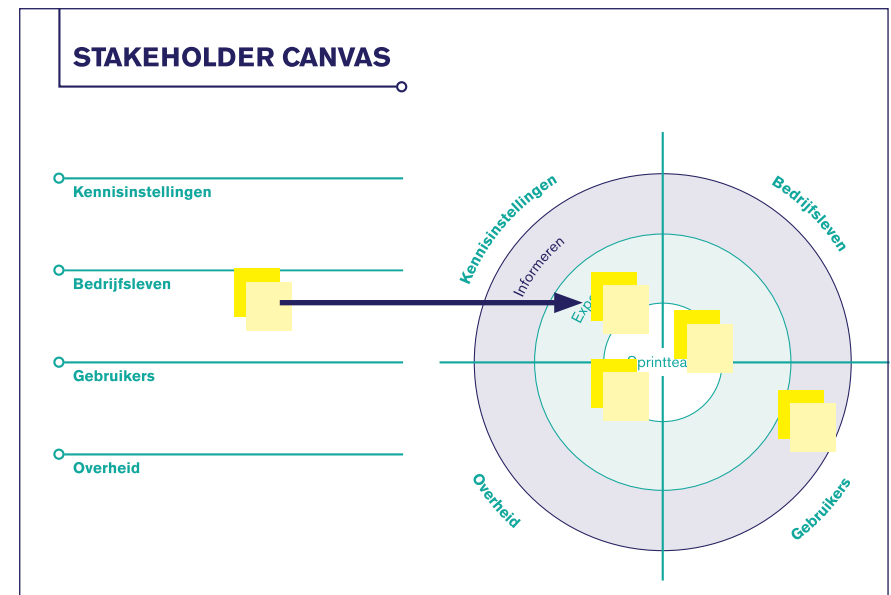 STAKEHOLDER CANVAS
Kennisinstellingen
Bedrijfsleven
Gebruikers
Overheid
Kennisinstellingen
Bedrijfsleven
Informeren
Overheid
Gebruikers